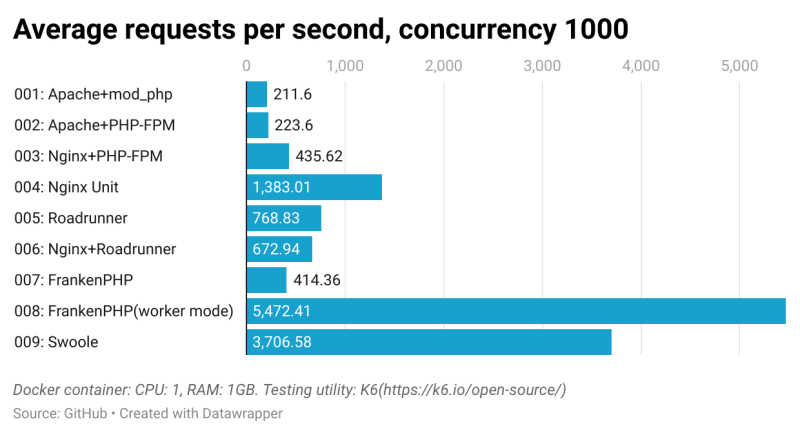 Average requests per second, concurrency 1000
0 1,000 2,000 3,000 4,000 5,000
001: Apache+mod_php 211.6
002: Apache+PHP-FPM 223.6
003: Nginx+PHP-FPM 435.62
004: Nginx Unit 1,383.01
005: Roadrunner 768.83
006: Nginx+Roadrunner 672.94
007: FrankenPHP 414.36
008: FrankenPHP(worker mode) 5,472.41
009: Swoole 3,706.58
Docker container: CPU: 1, RAM: 1GB. Testing utility: K6(https://k6.io/open-source/)
Source: GitHub • Created with Datawrapper